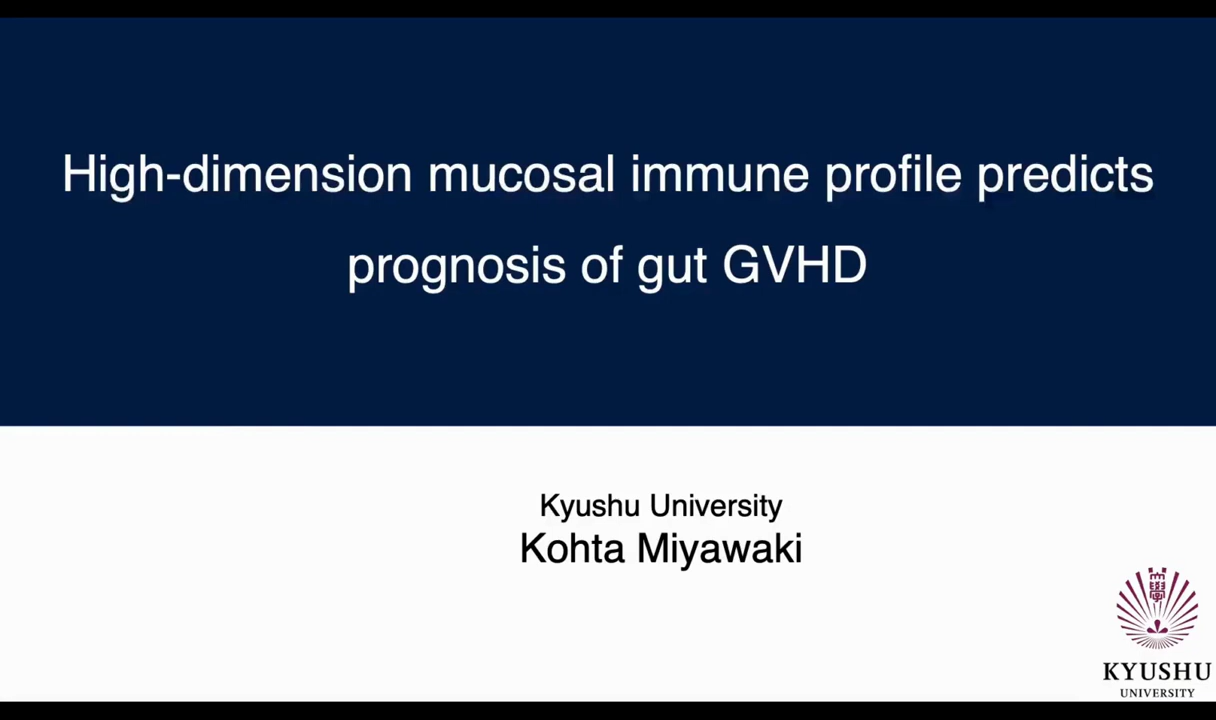 High-dimension mucosal immune profile predicts
prognosis of gut GVHD
Kyushu University
Kohta Miyawaki
KYUSHU
UNIVERSITY